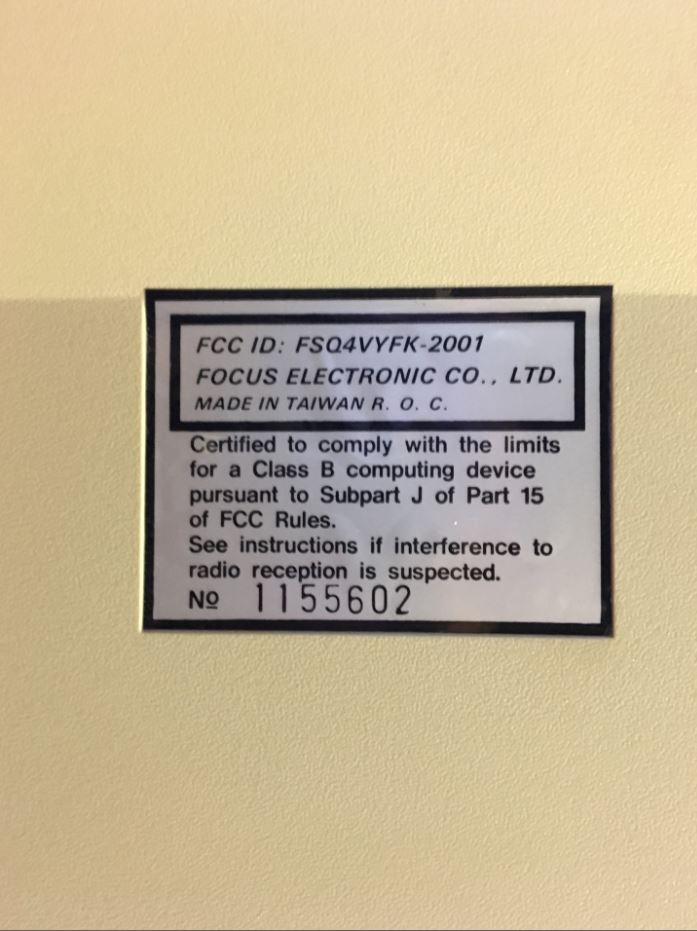 FCC ID: FSQ4VYFK-2001
FOCUS ELECTRONIC CO., LTD.
MADE IN TAIWAN R. O. C.
Certified to comply with the limits
for a Class B computing device
pursuant to Subpart J of Part 15
of FCC Rules.
See instructions if interference to
radio reception is suspected.
Nº 1155602